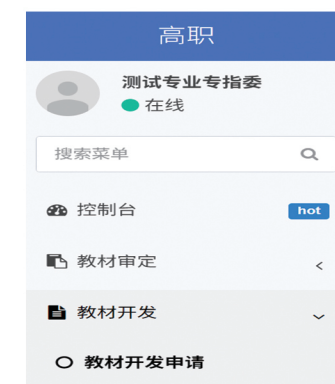 高职
测试专业专指委
在线
搜索菜单
控制台 hot
教材审定
教材开发
教材开发申请